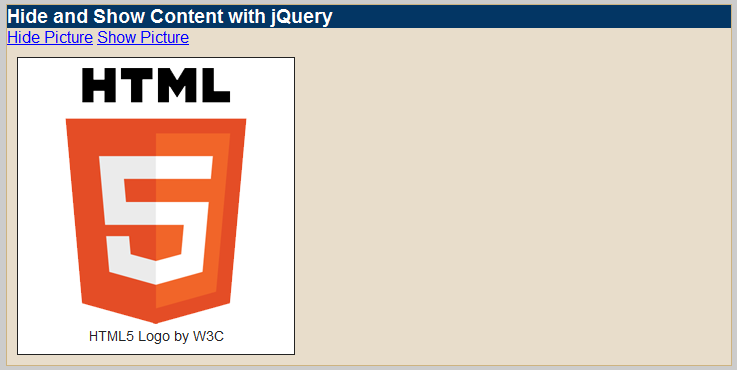 Hide and Show Content with jQuery
Hide Picture Show Picture
HTML
5
HTML5 Logo by W3C